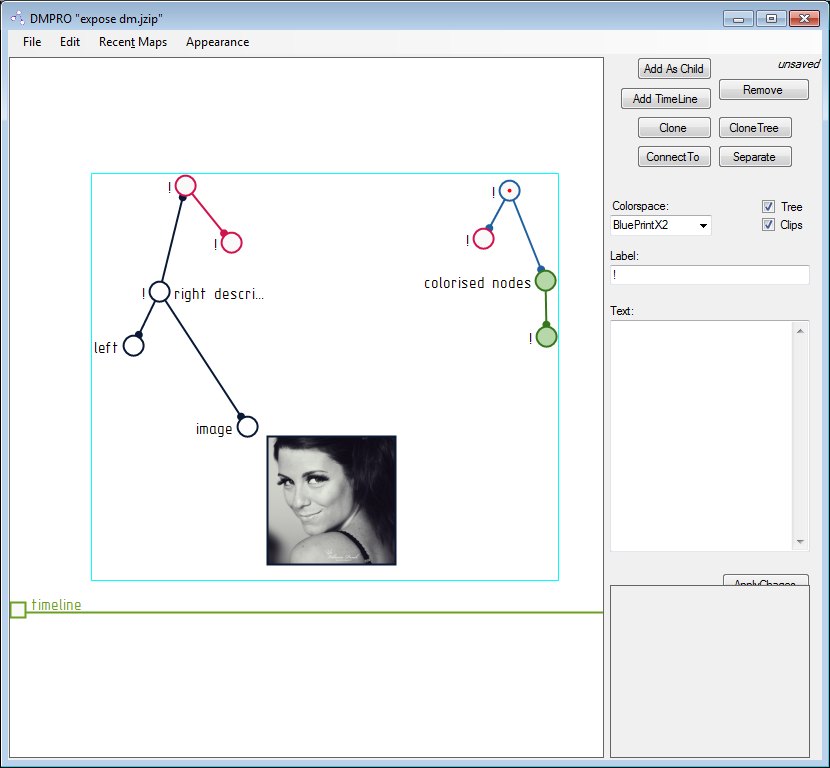 DMPRO "expose dm.jzip"
File Edit Recent Maps Appearance
unsaved
Add As Child
Remove
Add TimeLine
Clone CloneTree
ConnectTo Separate
Colorspace:
Tree
BluePrintX2
Clips
Label:
!
Text:
ApplyChages
!
!
! right descri...
left
image
!
!
colorised nodes
!
timeline